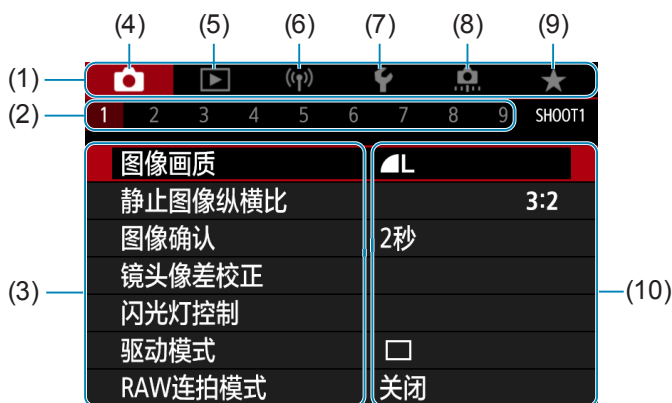 (4) (5) (6) (7) (8) (9)
(1)
(2) 1 2 3 4 5 6 7 8 9 SHOOT1
图像画质 L
静止图像纵横比 3:2
图像确认 2秒
镜头像差校正
(3) (10)
闪光灯控制
驱动模式
RAW连拍模式 关闭